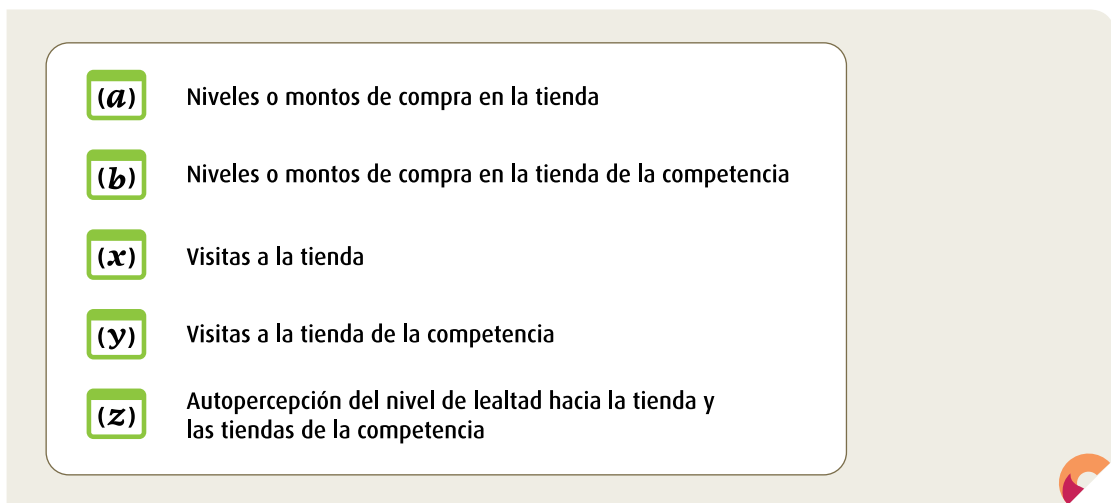 (a) Niveles o montos de compra en la tienda
(b) Niveles o montos de compra en la tienda de la competencia
(x) Visitas a la tienda
(y) Visitas a la tienda de la competencia
(z) Autopercepción del nivel de lealtad hacia la tienda y
las tiendas de la competencia